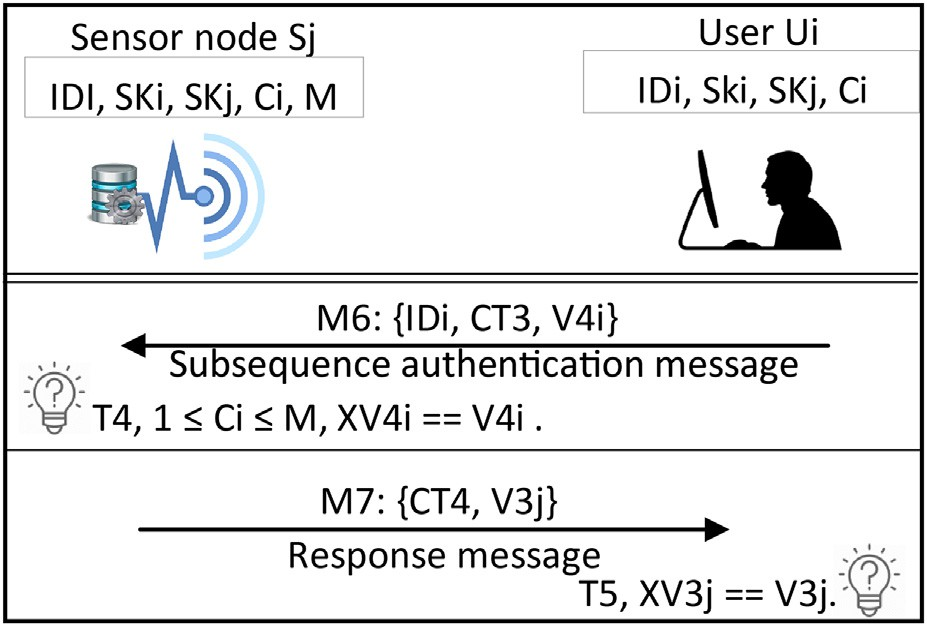 Sensor node Sj
User Ui
IDI, SKi, SKj, Ci, M
IDi, Ski, SKj, Ci
M6: {IDi, CT3, V4i}
Subsequence authentication message
T4, 1 ≤ Ci ≤ M, XV4i == V4i .
M7: {CT4, V3j}
Response message
T5, XV3j == V3j.